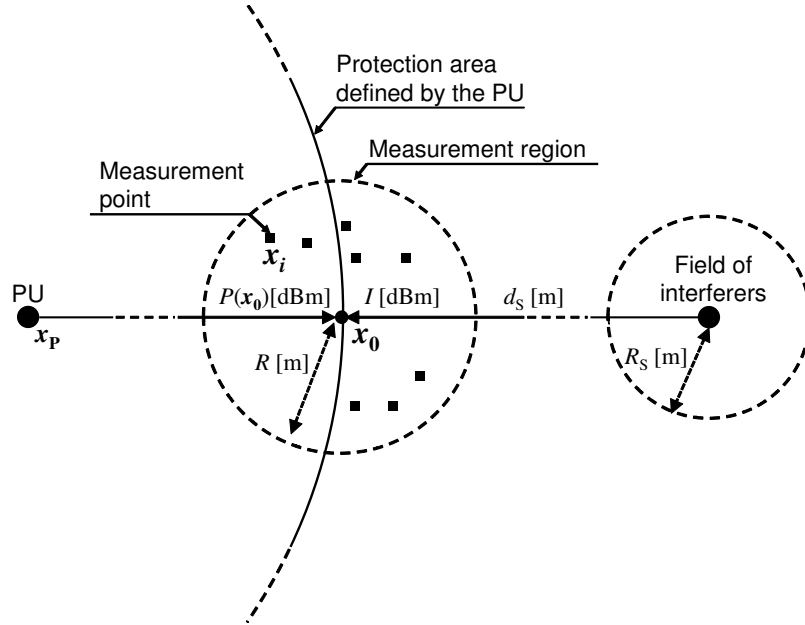 Protection area
defined by the PU
Measurement region
Measurement
point
x_i
PU
P(x_0)[dBm]
I [dBm]
d_S [m]
Field of
interferers
x_P
x_0
R [m]
R_S [m]